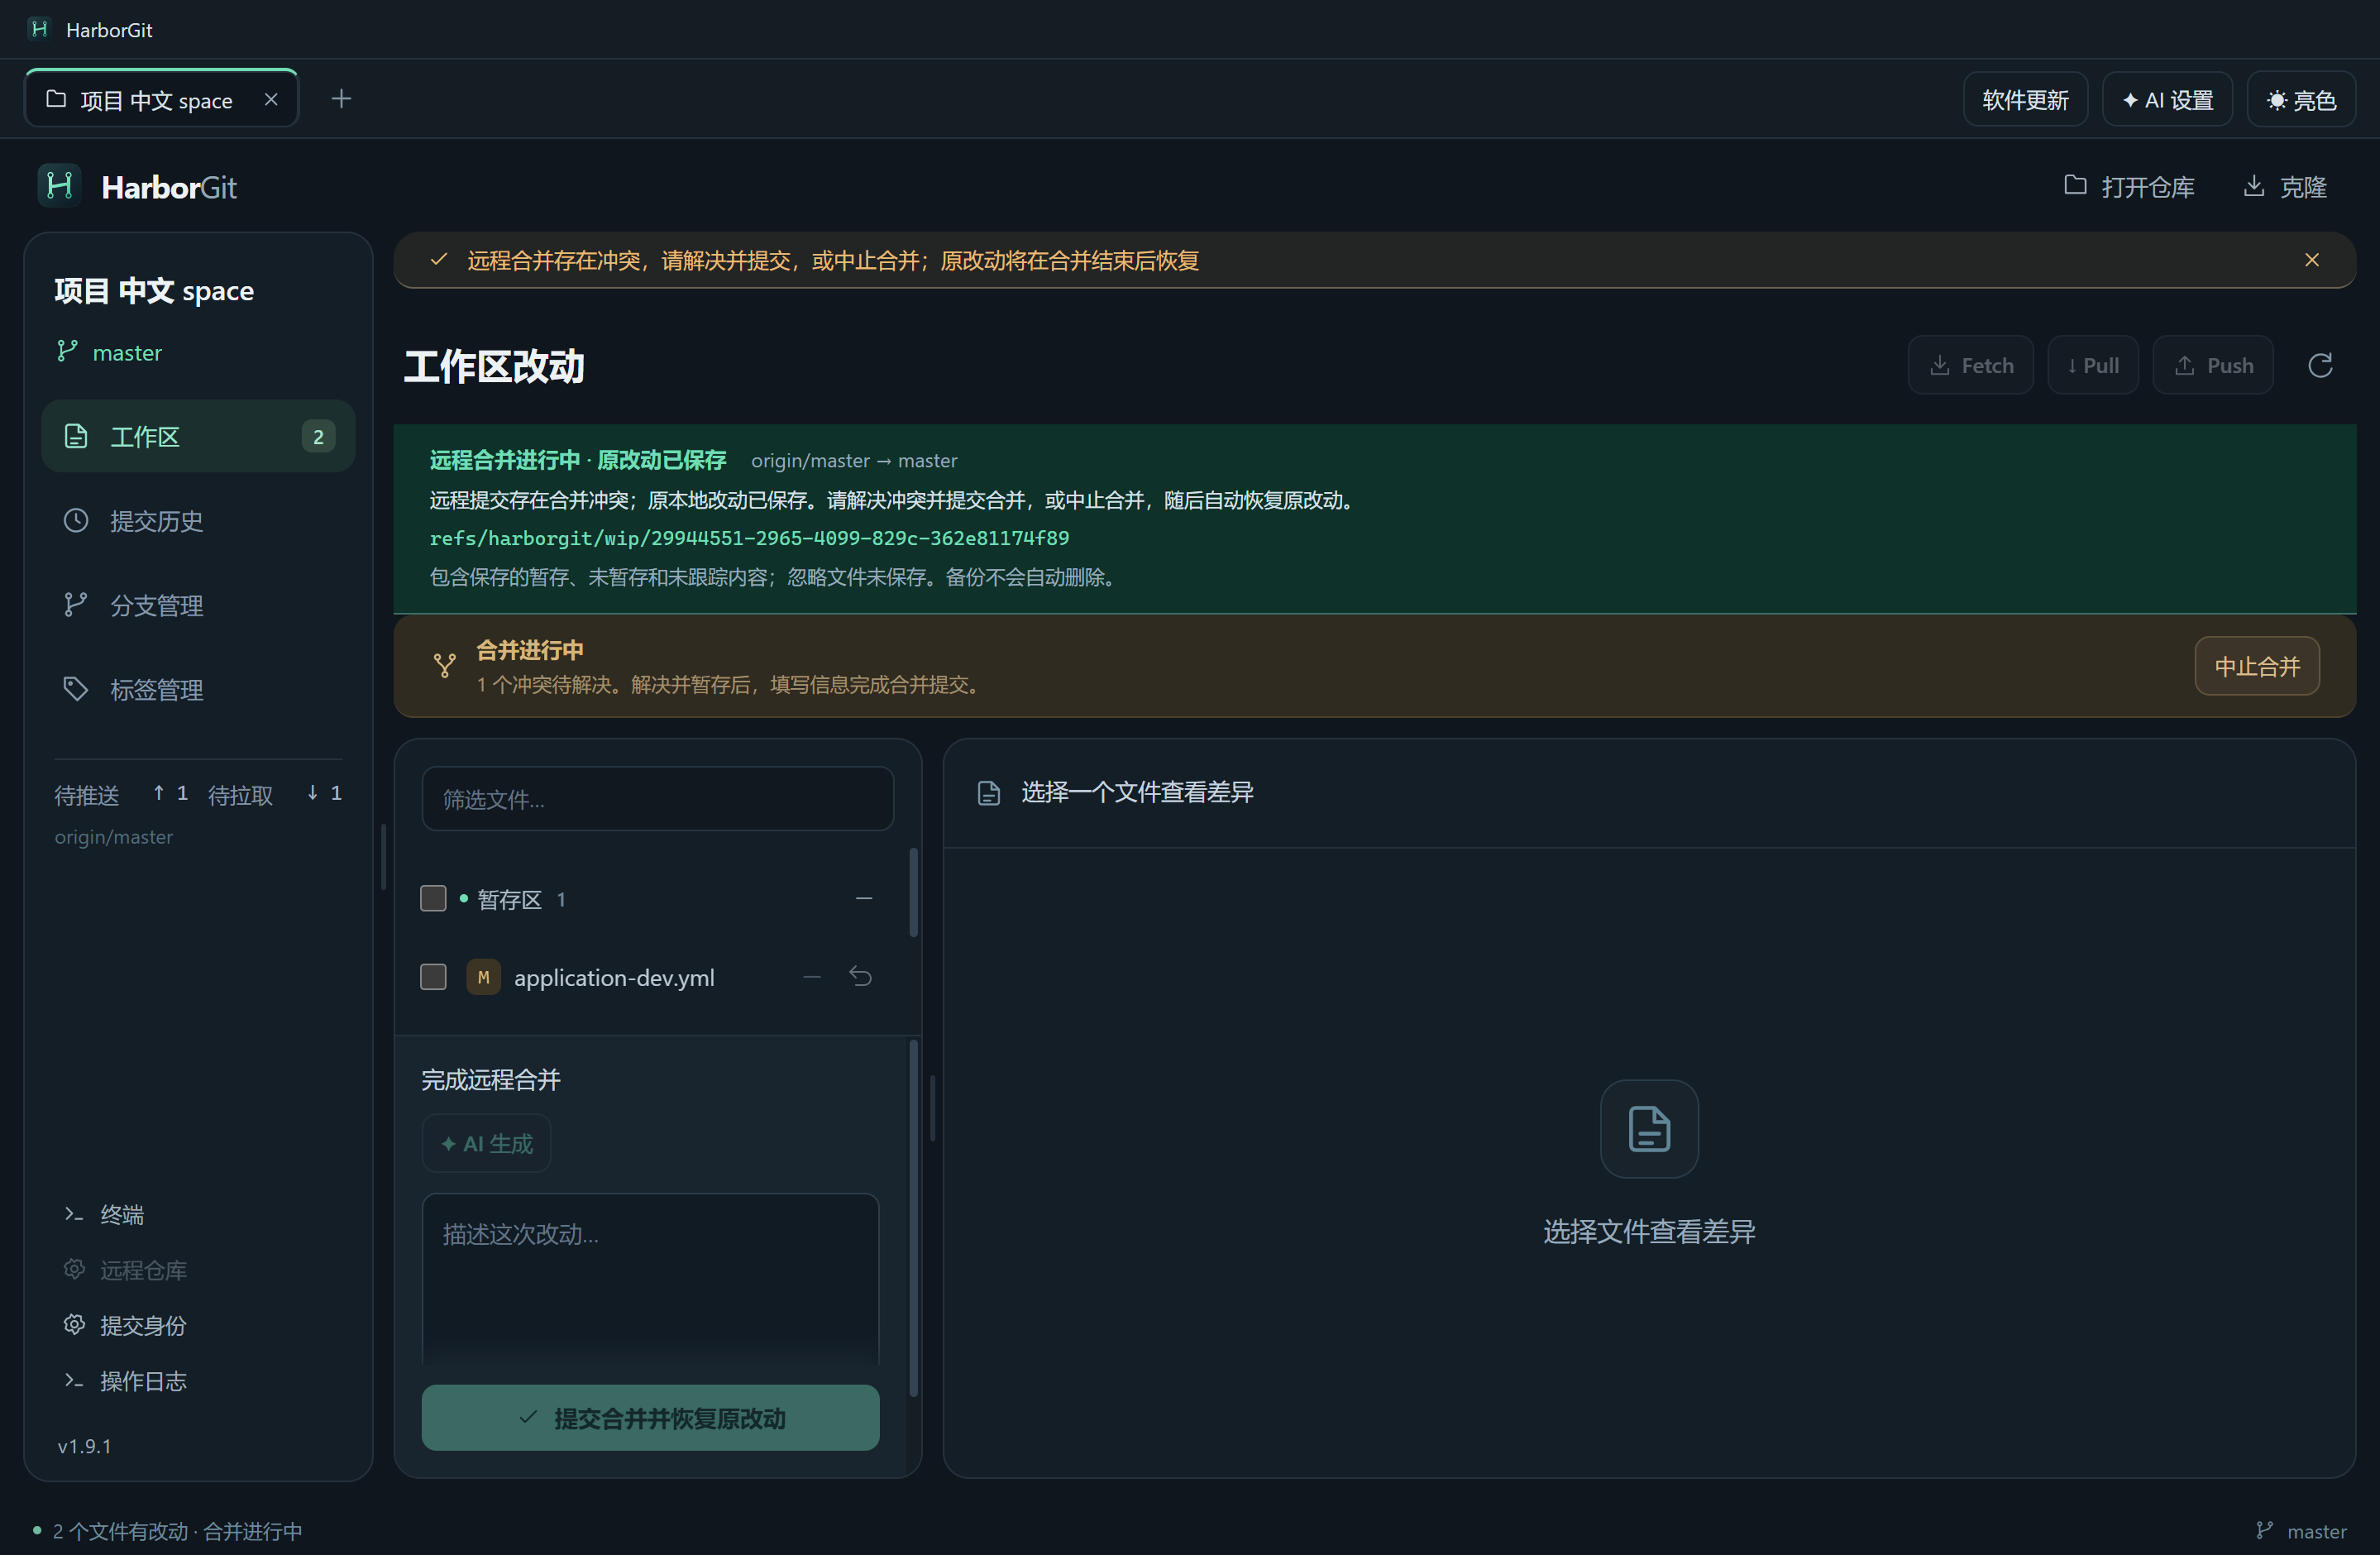 HarborGit
项目 中文 space
软件更新
AI 设置
亮色
HarborGit
打开仓库
克隆
项目 中文 space
master
工作区 2
提交历史
分支管理
标签管理
待推送 ↑ 1 待拉取 ↓ 1
origin/master
终端
远程仓库
提交身份
操作日志
v1.9.1
远程合并存在冲突，请解决并提交，或中止合并；原改动将在合并结束后恢复
工作区改动
Fetch
↓ Pull
Push
远程合并进行中 · 原改动已保存 origin/master → master
远程提交存在合并冲突；原本地改动已保存。请解决冲突并提交合并，或中止合并，随后自动恢复原改动。
refs/harborgit/wip/29944551-2965-4099-829c-362e81174f89
包含保存的暂存、未暂存和未跟踪内容；忽略文件未保存。备份不会自动删除。
合并进行中
1 个冲突待解决。解决并暂存后，填写信息完成合并提交。
中止合并
筛选文件...
暂存区 1
M application-dev.yml
完成远程合并
AI 生成
描述这次改动...
提交合并并恢复原改动
选择一个文件查看差异
选择文件查看差异
2 个文件有改动 · 合并进行中
master